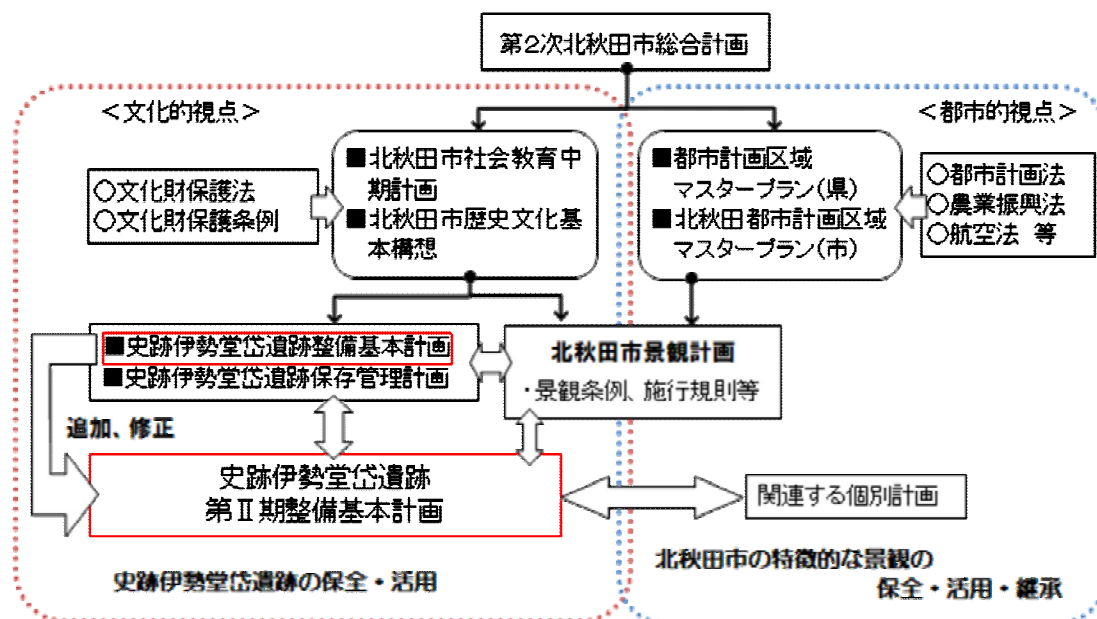 第2次北秋田市総合計画
＜文化的視点＞
＜都市的視点＞
○文化財保護法
○文化財保護条例
■北秋田市社会教育中
期計画
■北秋田市歴史文化基
本構想
■都市計画区域
マスタープラン(県)
■北秋田都市計画区域
マスタープラン(市)
○都市計画法
○農業振興法
○航空法 等
■史跡伊勢堂岱遺跡整備基本計画
■史跡伊勢堂岱遺跡保存管理計画
北秋田市景観計画
・景観条例、施行規則等
追加、修正
史跡伊勢堂岱遺跡
第Ⅱ期整備基本計画
関連する個別計画
史跡伊勢堂岱遺跡の保全・活用
北秋田市の特徴的な景観の
保全・活用・継承